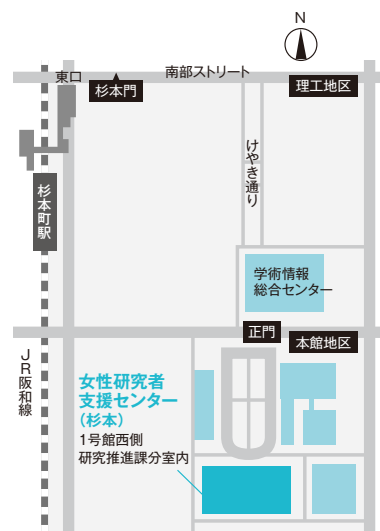 N
東口
南部ストリート
杉本門
理工地区
けやき通り
杉本町駅
学術情報
総合センター
正門
本館地区
JR阪和線
女性研究者
支援センター
(杉本)
1号館西側
研究推進課分室内